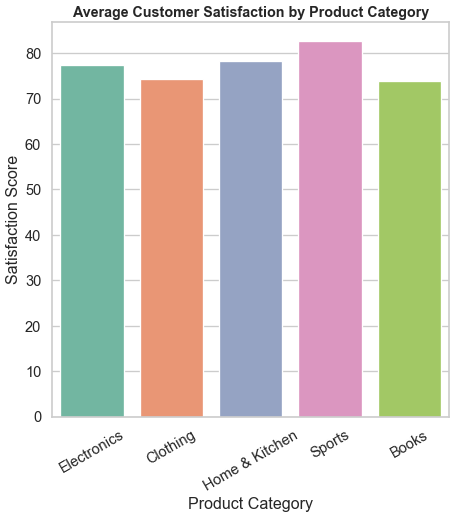 Average Customer Satisfaction by Product Category
Satisfaction Score
80
70
60
50
40
30
20
10
0
Electronics
Clothing
Home & Kitchen
Sports
Books
Product Category